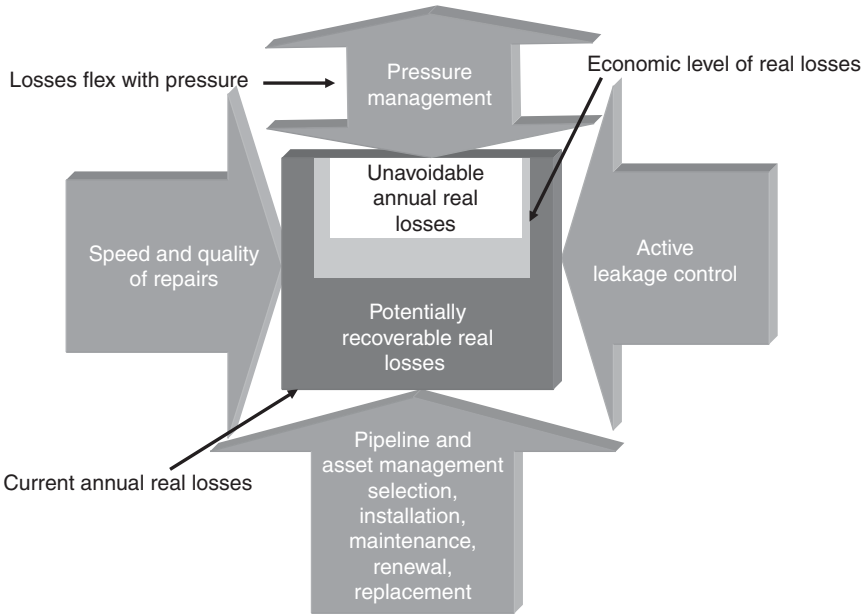 Pressure
management
Losses flex with pressure
Economic level of real losses
Unavoidable
annual real
losses
Speed and quality
of repairs
Active
leakage control
Potentially
recoverable real
losses
Current annual real losses
Pipeline and
asset management
selection,
installation,
maintenance,
renewal,
replacement